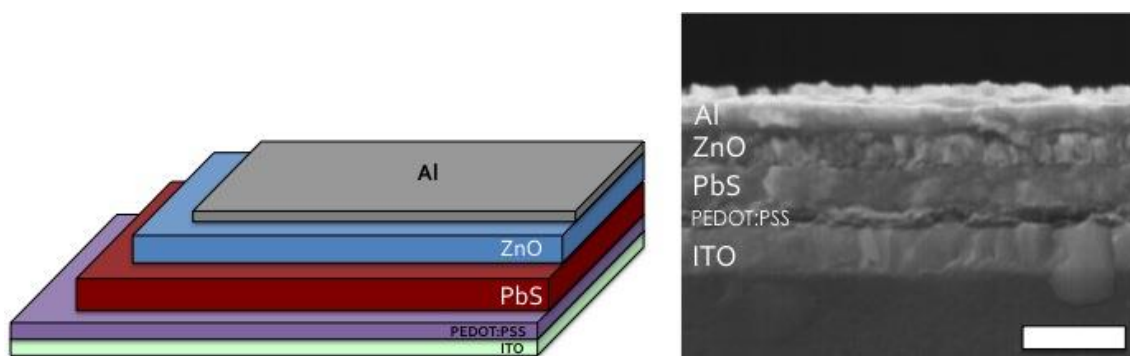 Al
ZnO
PbS
PEDOT:PSS
ITO
Al
ZnO
PbS
PEDOT:PSS
ITO